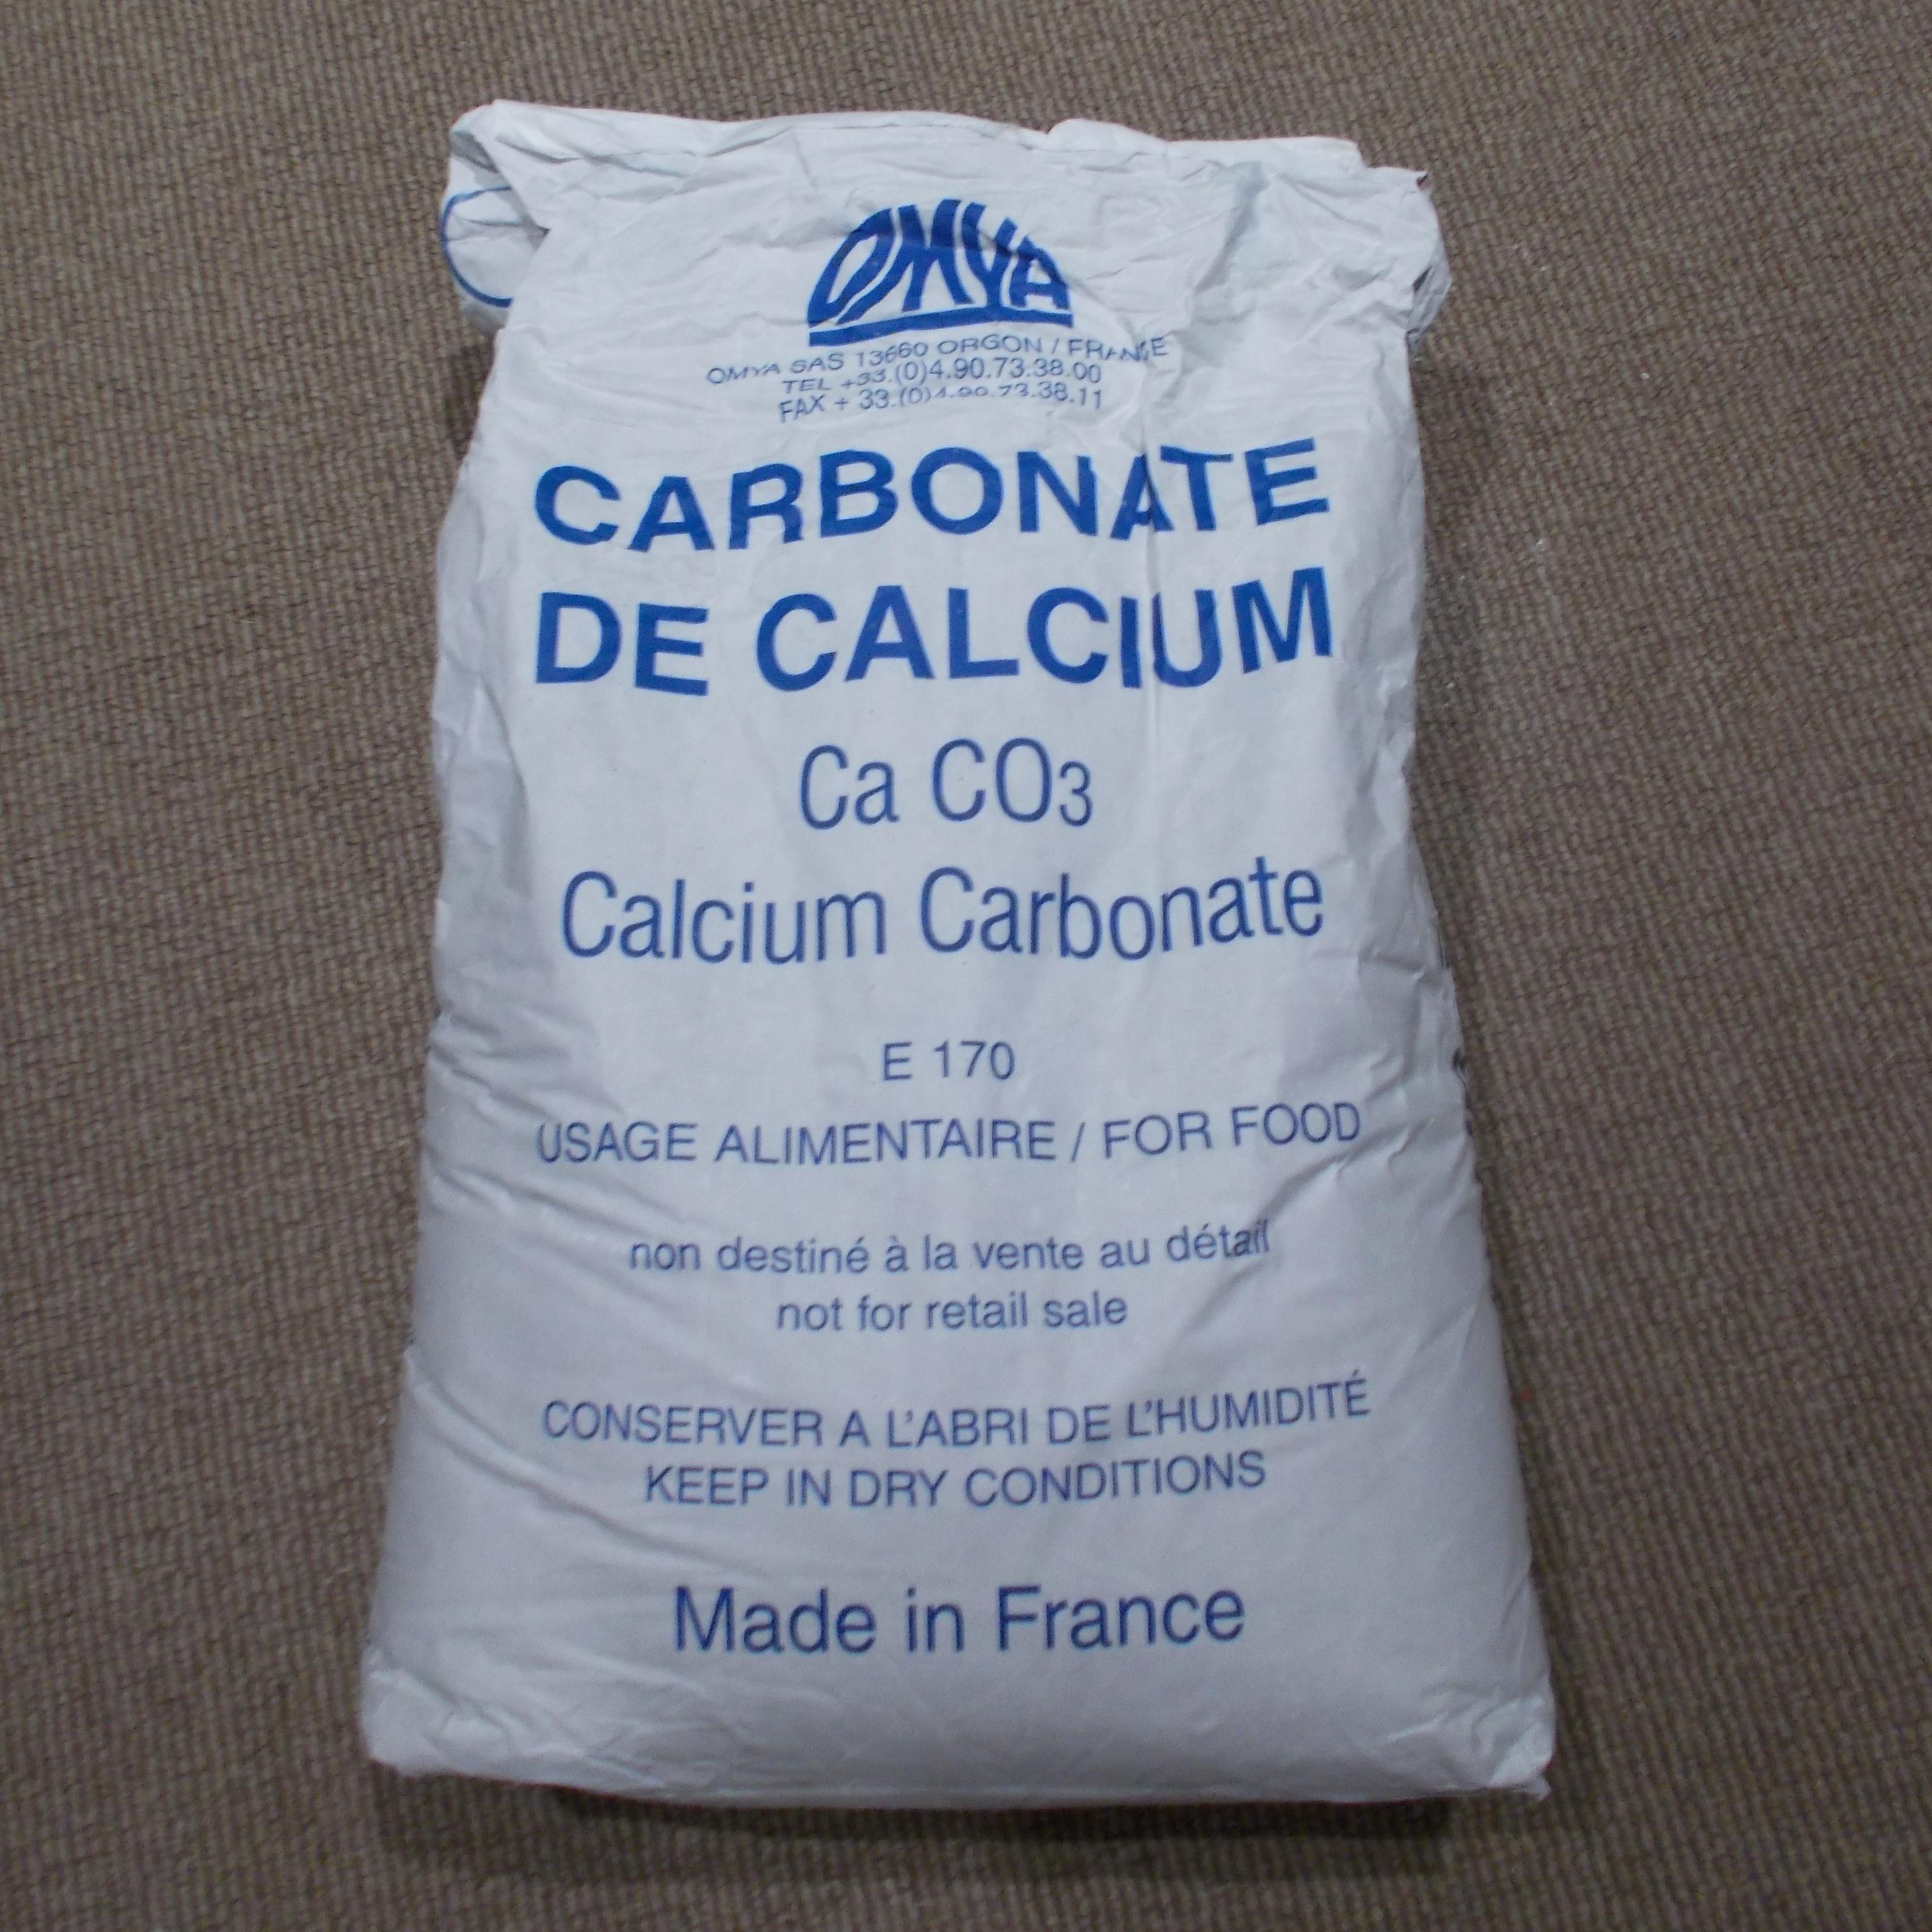 OMYA
OMYA SAS 13660 ORGON / FRANCE
TEL +33.(0)4.90.73.38.00
FAX + 33.(0)4.90.73.38.11
CARBONATE
DE CALCIUM
Ca CO3
Calcium Carbonate
E 170
USAGE ALIMENTAIRE / FOR FOOD
non destiné à la vente au détail
not for retail sale
CONSERVER A L'ABRI DE L'HUMIDITÉ
KEEP IN DRY CONDITIONS
Made in France